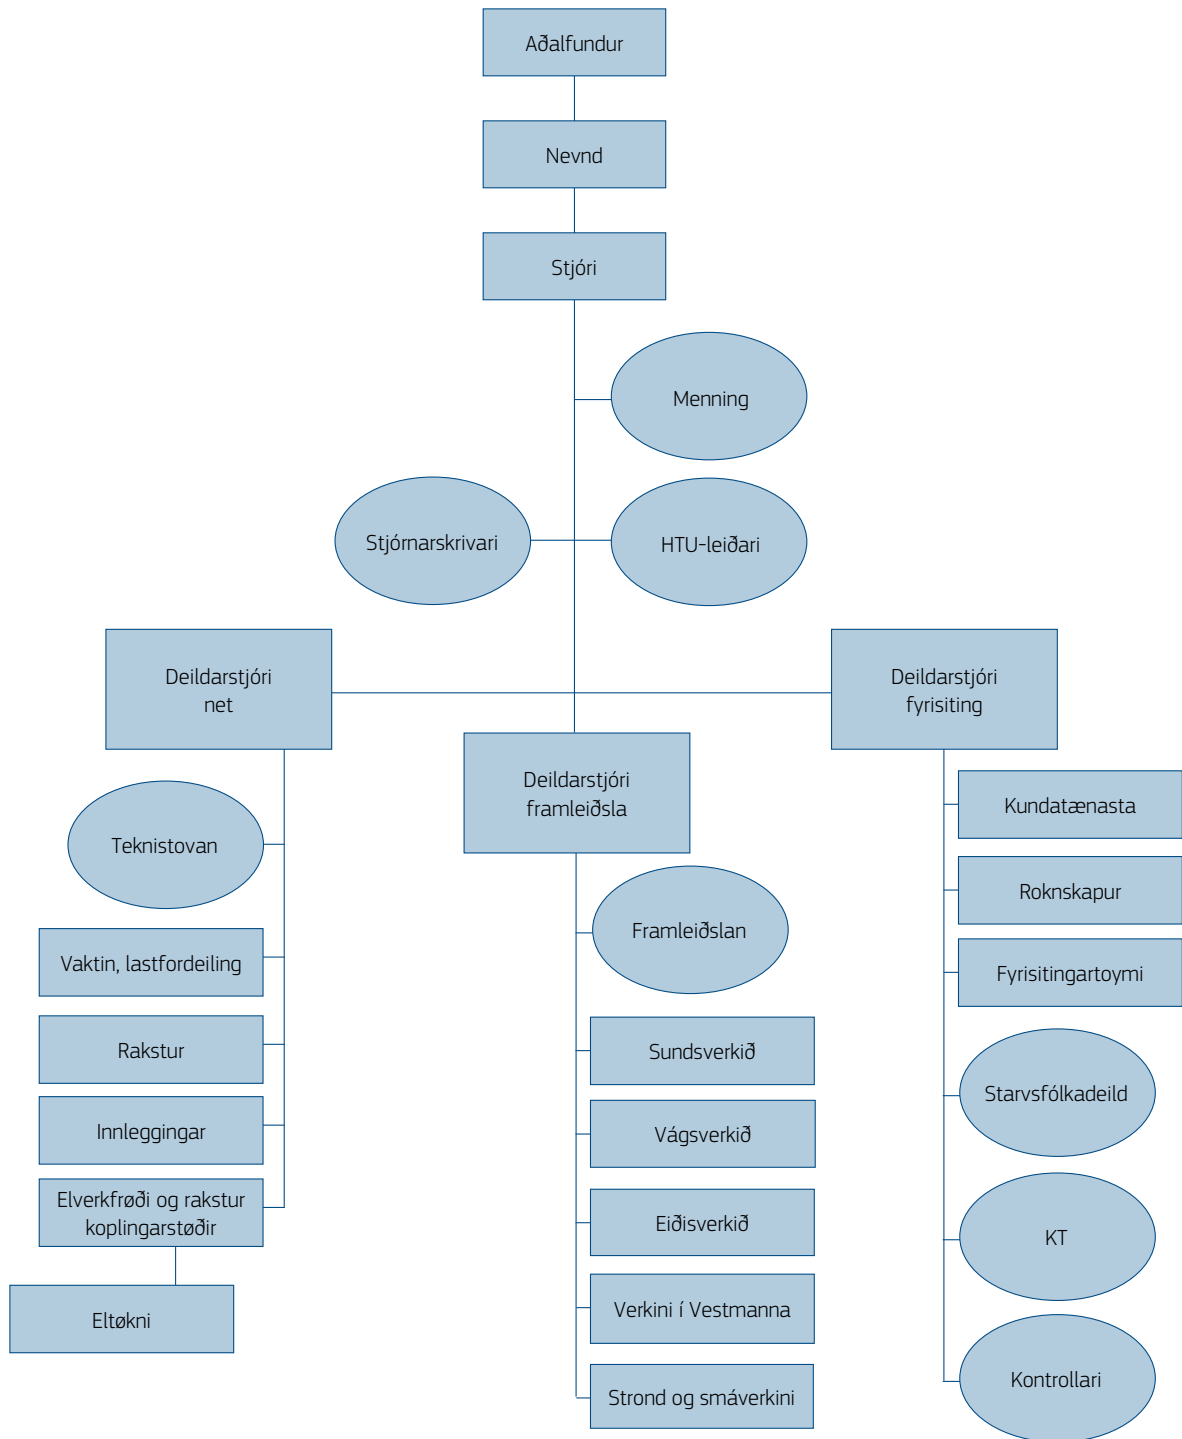 Aðalfundur
Nevnd
Stjóri
Menning
Stjórnarskrivari
HTU-leiðari
Deildarstjóri
net
Teknistovan
Vaktin, lastfordeiling
Rakstur
Innleggingar
Elverkfrøði og rakstur
koplingarstøðir
Eltøkni
Deildarstjóri
framleiðsla
Framleiðslan
Sundsverkið
Vágsverkið
Eiðisverkið
Verkini í Vestmanna
Strond og smáverkini
Deildarstjóri
fyrisiting
Kundatænasta
Roknskapur
Fyrisitingartoymi
Starvsfólkadeild
KT
Kontrollari